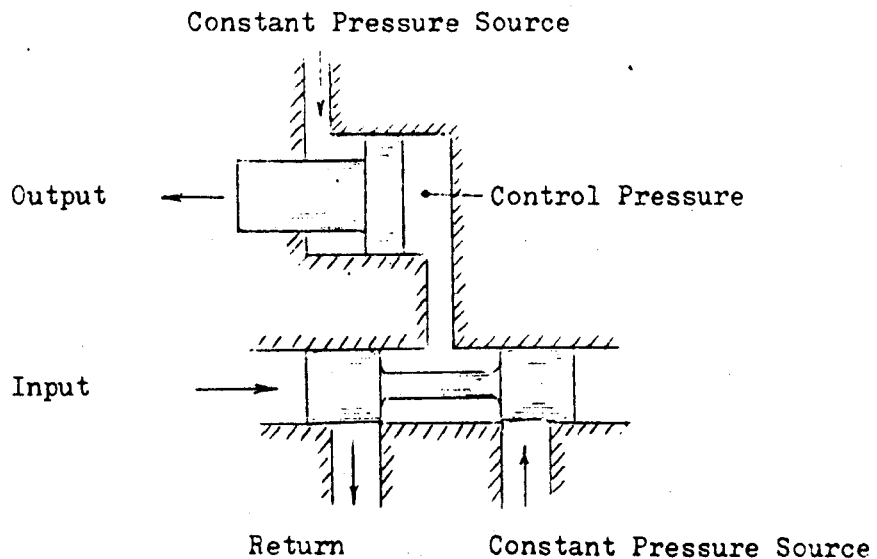 Constant Pressure Source
Output
Control Pressure
Input
Return
Constant Pressure Source